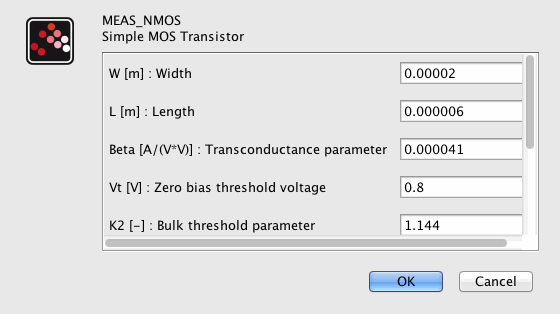 MEAS_NMOS
Simple MOS Transistor
W [m] : Width 0.00002
L [m] : Length 0.000006
Beta [A/(V*V)] : Transconductance parameter 0.000041
Vt [V] : Zero bias threshold voltage 0.8
K2 [-] : Bulk threshold parameter 1.144
OK Cancel